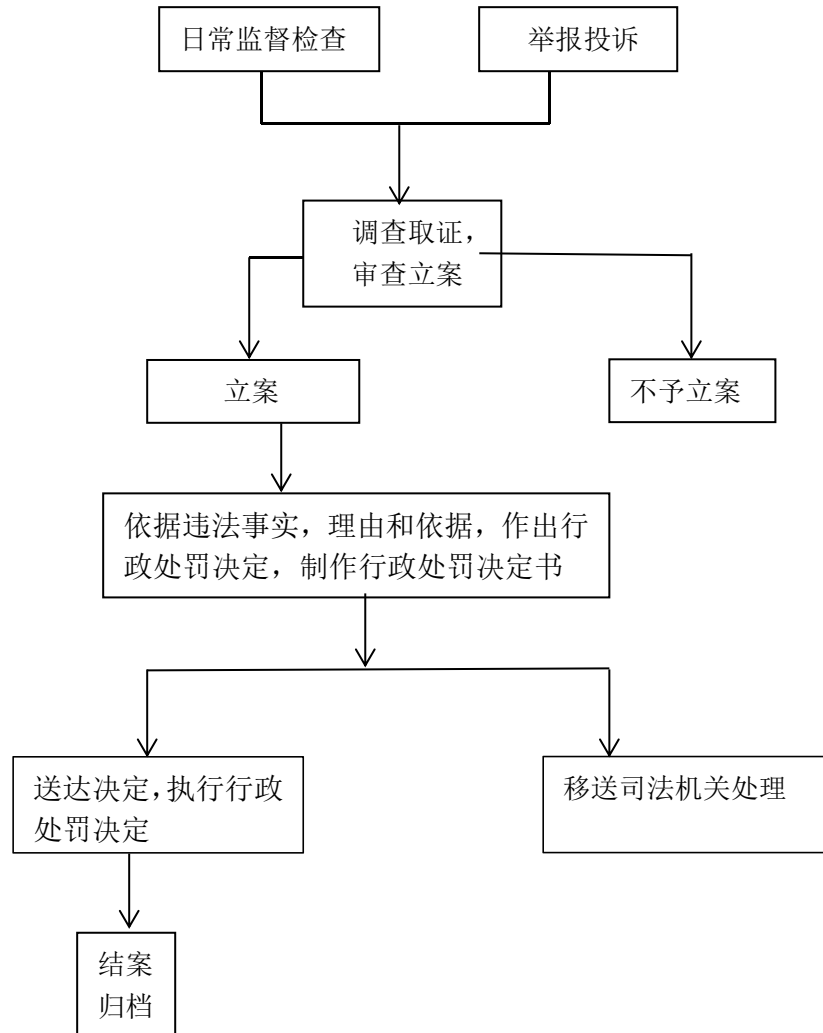 日常监督检查
举报投诉
调查取证，
审查立案
立案
不予立案
依据违法事实，理由和依据，作出行
政处罚决定，制作行政处罚决定书
送达决定，执行行政
处罚决定
移送司法机关处理
结案
归档